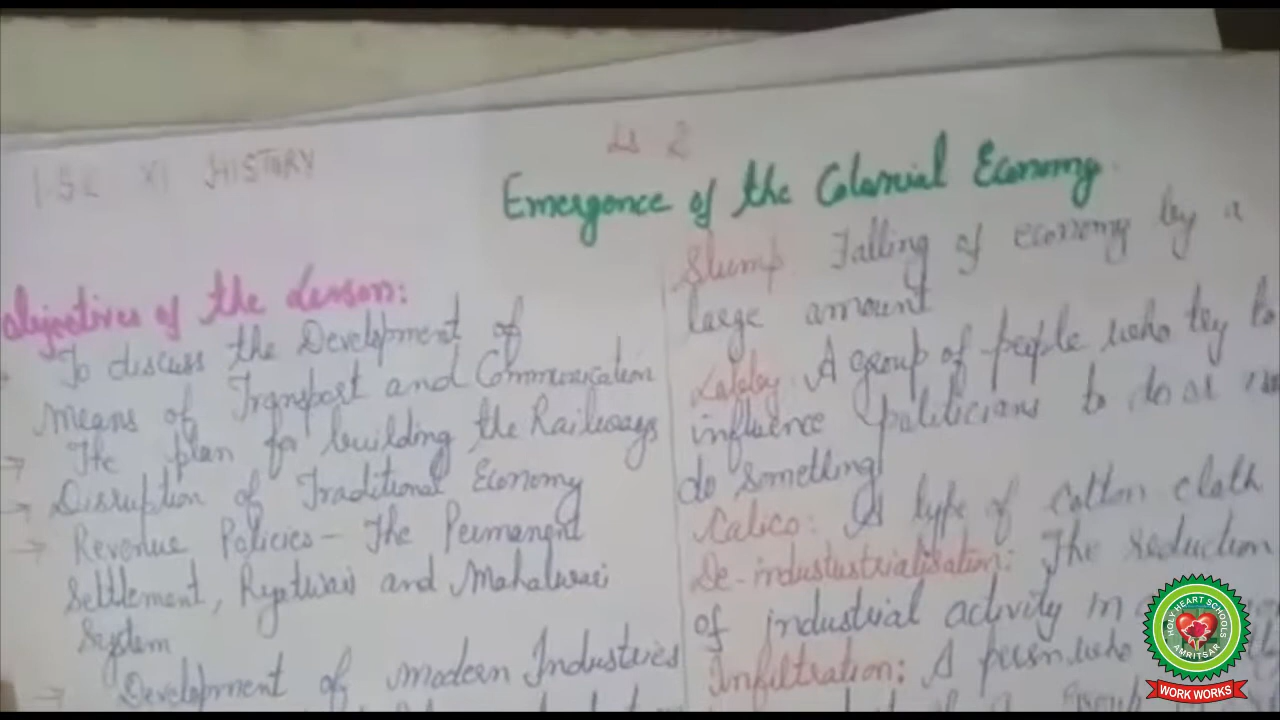 I.S.C XI HISTORY
Ls 2
Emergence of the Colonial Economy.
Objectives of the Lesson:
To discuss the Development of
means of Transport and Communication
→ The plan for building the Railways
→ Disruption of Traditional Economy
→ Revenue Policies - The Permanent
Settlement, Ryotwari and Mahalwari
System
→ Development of modern Industries
Slump Falling of economy by a
large amount
Lobby. A group of people who try to
influence politicians to do or
do something
Calico: A type of cotton cloth
De-industustrialisation: The reduction
of industrial activity in
Infiltration: A person who
HOLY HEART SCHOOLS
AMRITSAR
WORK WORKS